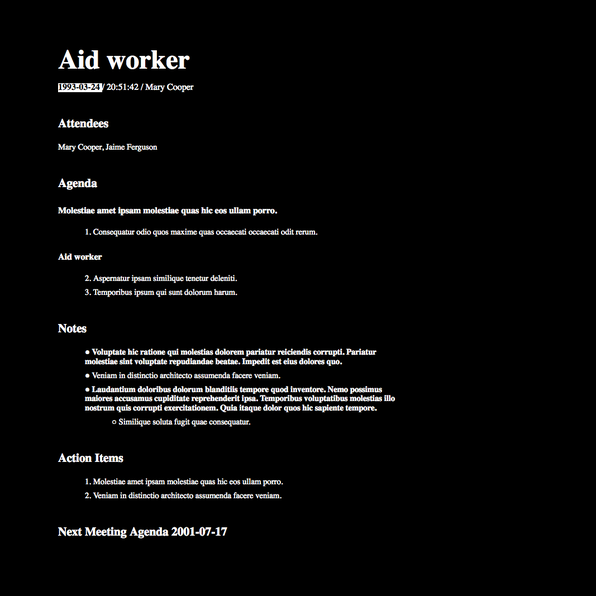 Aid worker
1993-03-24 / 20:51:42 / Mary Cooper
Attendees
Mary Cooper, Jaime Ferguson
Agenda
Molestiae amet ipsam molestiae quas hic eos ullam porro.
1. Consequatur odio quos maxime quas occaecati occaecati odit rerum.
Aid worker
2. Aspernatur ipsam similique tenetur deleniti.
3. Temporibus ipsum qui sunt dolorum harum.
Notes
● Voluptate hic ratione qui molestias dolorem pariatur reiciendis corrupti. Pariatur
molestiae sint voluptate repudiandae beatae. Impedit est eius dolores quo.
● Veniam in distinctio architecto assumenda facere veniam.
● Laudantium doloribus dolorum blanditiis tempore quod inventore. Nemo possimus
maiores accusamus cupiditate reprehenderit ipsa. Temporibus voluptatibus molestias illo
nostrum quis corrupti exercitationem. Quia itaque dolor quos hic sapiente tempore.
○ Similique soluta fugit quae consequatur.
Action Items
1. Molestiae amet ipsam molestiae quas hic eos ullam porro.
2. Veniam in distinctio architecto assumenda facere veniam.
Next Meeting Agenda 2001-07-17